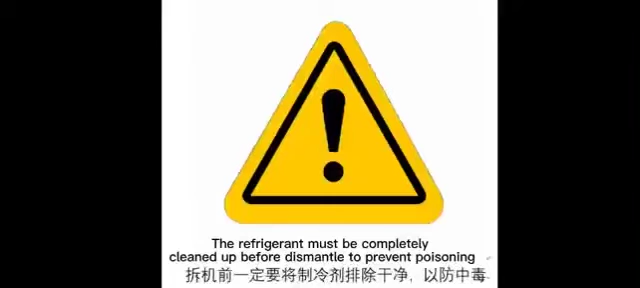 The refrigerant must be completely
cleaned up before dismantle to prevent poisoning
拆机前一定要将制冷剂排除干净，以防中毒